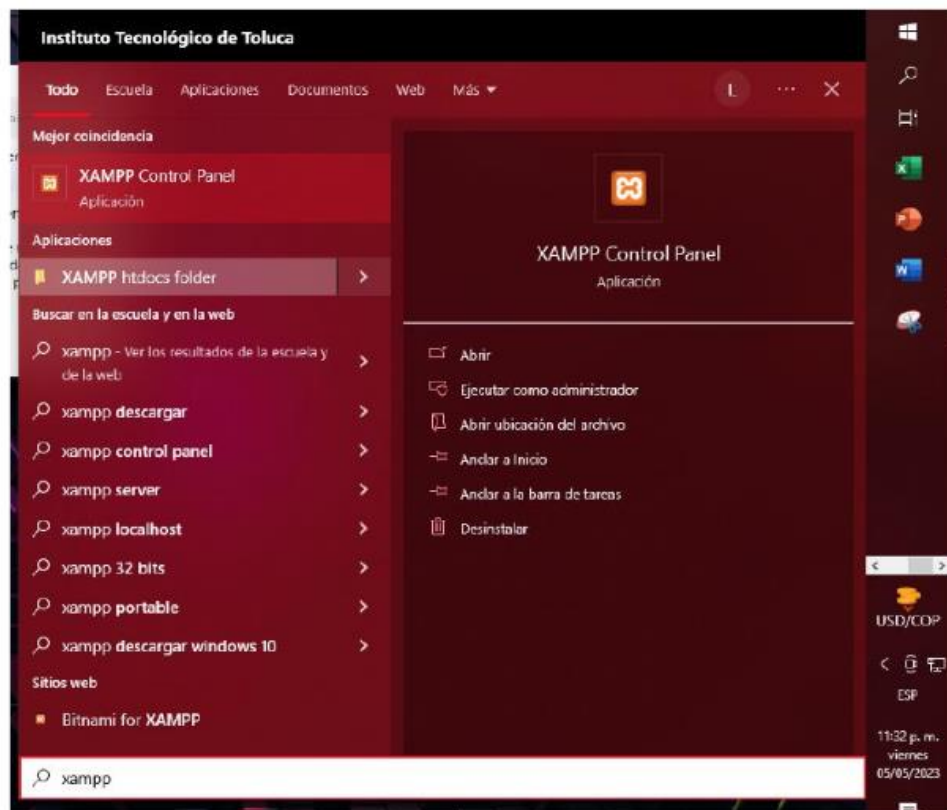 Instituto Tecnológico de Toluca
Todo Escuela Aplicaciones Documentos Web Más
L
Mejor coincidencia
XAMPP Control Panel
Aplicación
Aplicaciones
XAMPP htdocs folder
Buscar en la escuela y en la web
xampp - Ver los resultados de la escuela y
de la web
xampp descargar
xampp control panel
xampp server
xampp localhost
xampp 32 bits
xampp portable
xampp descargar windows 10
Sitios web
Bitnami for XAMPP
xampp
XAMPP Control Panel
Aplicación
Abrir
Ejecutar como administrador
Abrir ubicación del archivo
Anclar a Inicio
Anclar a la barra de tareas
Desinstalar
USD/COP
ESP
11:32 p. m.
viernes
05/05/2023